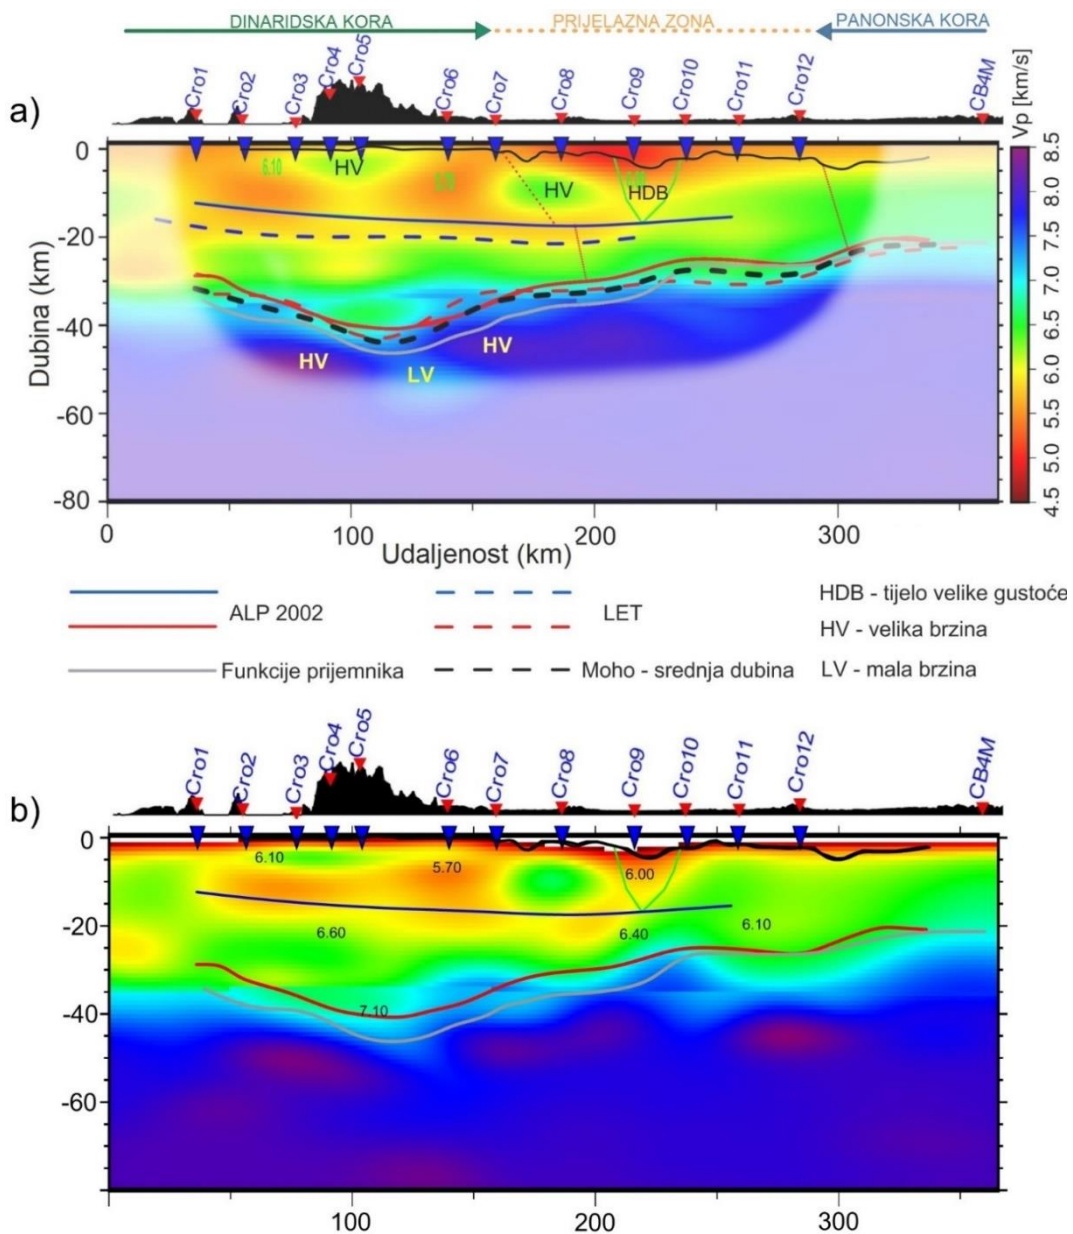 DINARIDSKA KORA PRIJELAZNA ZONA PANONSKA KORA
a)
Cro1 Cro2 Cro3 Cro4 Cro5 Cro6 Cro7 Cro8 Cro9 Cro10 Cro11 Cro12 CB4M
Vp [km/s]
8.5
8.0
7.5
7.0
6.5
6.0
5.5
5.0
4.5
Dubina (km)
0
-20
-40
-60
-80
6.10 HV HV HDB
HV LV HV
0 100 200 300
Udaljenost (km)
ALP 2002 LET HDB - tijelo velike gustoće
HV - velika brzina
Funkcije prijemnika Moho - srednja dubina LV - mala brzina
Cro1 Cro2 Cro3 Cro4 Cro5 Cro6 Cro7 Cro8 Cro9 Cro10 Cro11 Cro12 CB4M
b)
0
-20
-40
-60
6.10 5.70 6.00
6.60 6.40 6.10
7.10
100 200 300